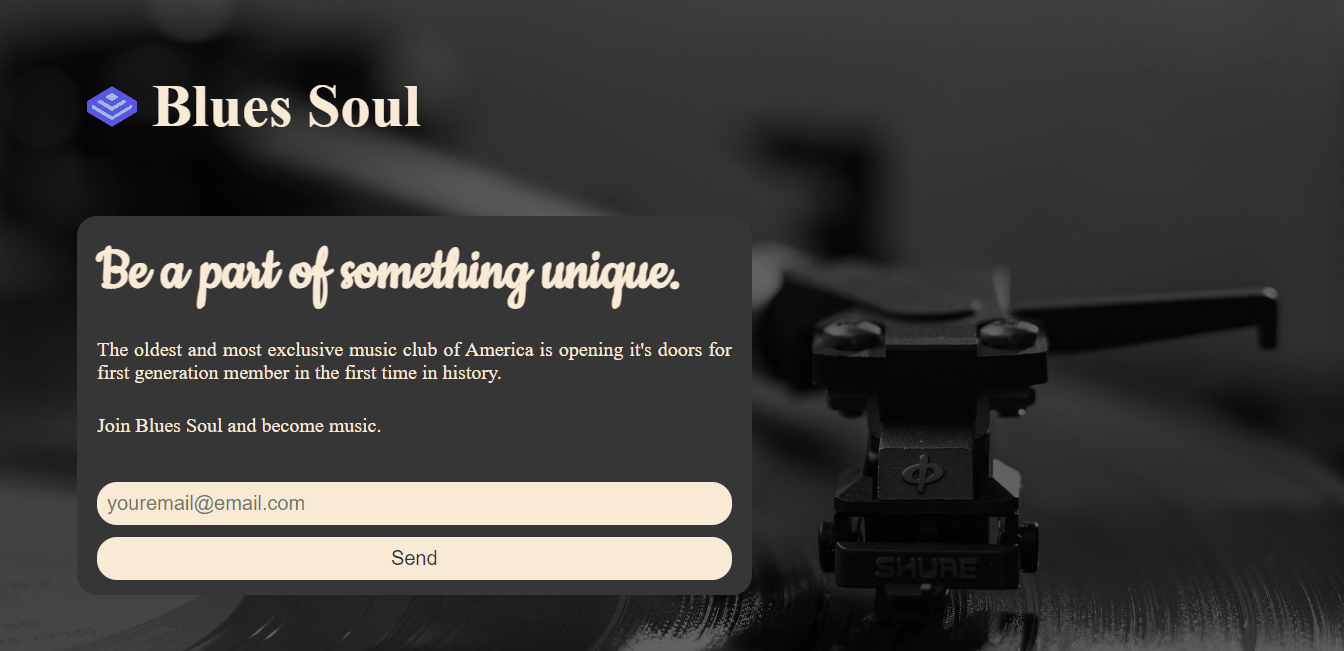 Blues Soul
Be a part of something unique.
The oldest and most exclusive music club of America is opening it's doors for
first generation member in the first time in history.
Join Blues Soul and become music.
youremail@email.com
Send
SHURE